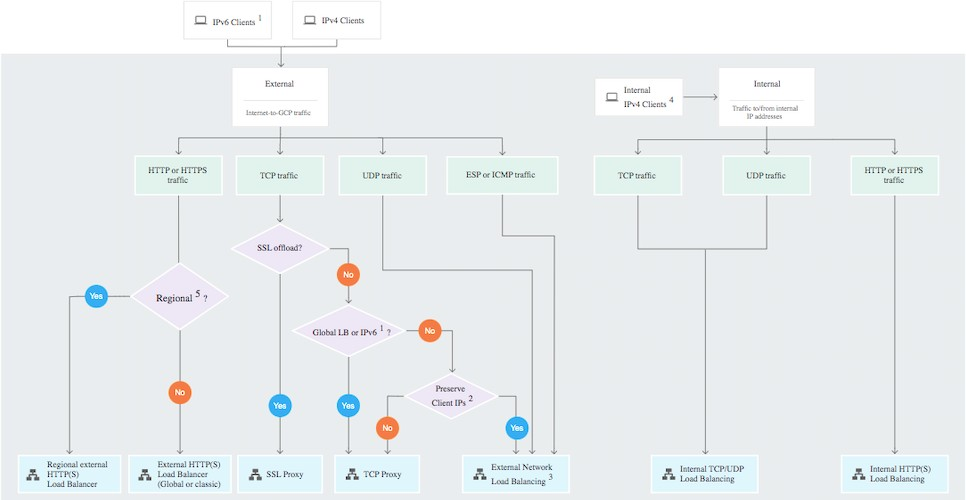 IPv6 Clients 1
IPv4 Clients
External
Internet-to-GCP traffic
Internal
IPv4 Clients 4
Internal
Traffic to/from internal
IP addresses
HTTP or HTTPS
traffic
TCP traffic
UDP traffic
ESP or ICMP traffic
TCP traffic
UDP traffic
HTTP or HTTPS
traffic
SSL offload?
No
Yes
Regional 5 ?
Global LB or IPv6 1 ?
No
No
Preserve
Client IPs 2
Yes
Yes
No
Yes
Regional external
HTTP(S)
Load Balancer
External HTTP(S)
Load Balancer
(Global or classic)
SSL Proxy
TCP Proxy
External Network
Load Balancing 3
Internal TCP/UDP
Load Balancing
Internal HTTP(S)
Load Balancing